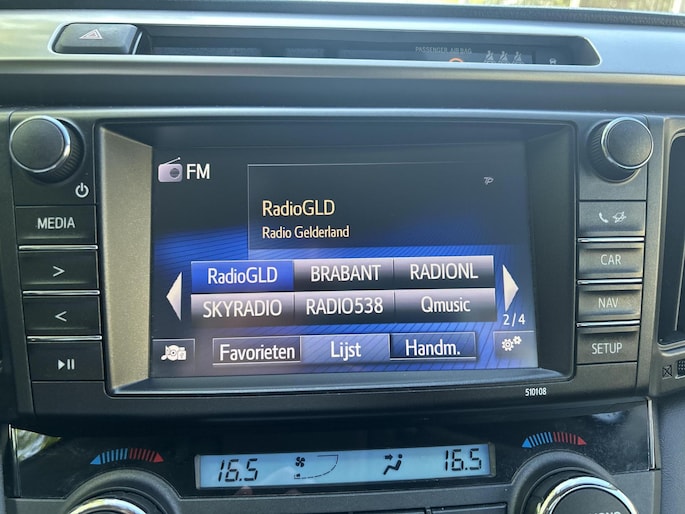 PASSENGER AIRBAG
FM
RadioGLD
Radio Gelderland
MEDIA
RadioGLD BRABANT RADIONL
SKYRADIO RADIO538 Qmusic
2/4
Favorieten Lijst Handm.
CAR
NAV
SETUP
510108
16.5 16.5